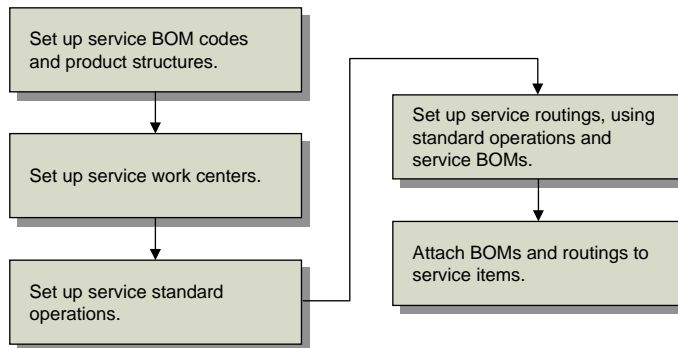 Set up service BOM codes
and product structures.
Set up service work centers.
Set up service standard
operations.
Set up service routings, using
standard operations and
service BOMs.
Attach BOMs and routings to
service items.